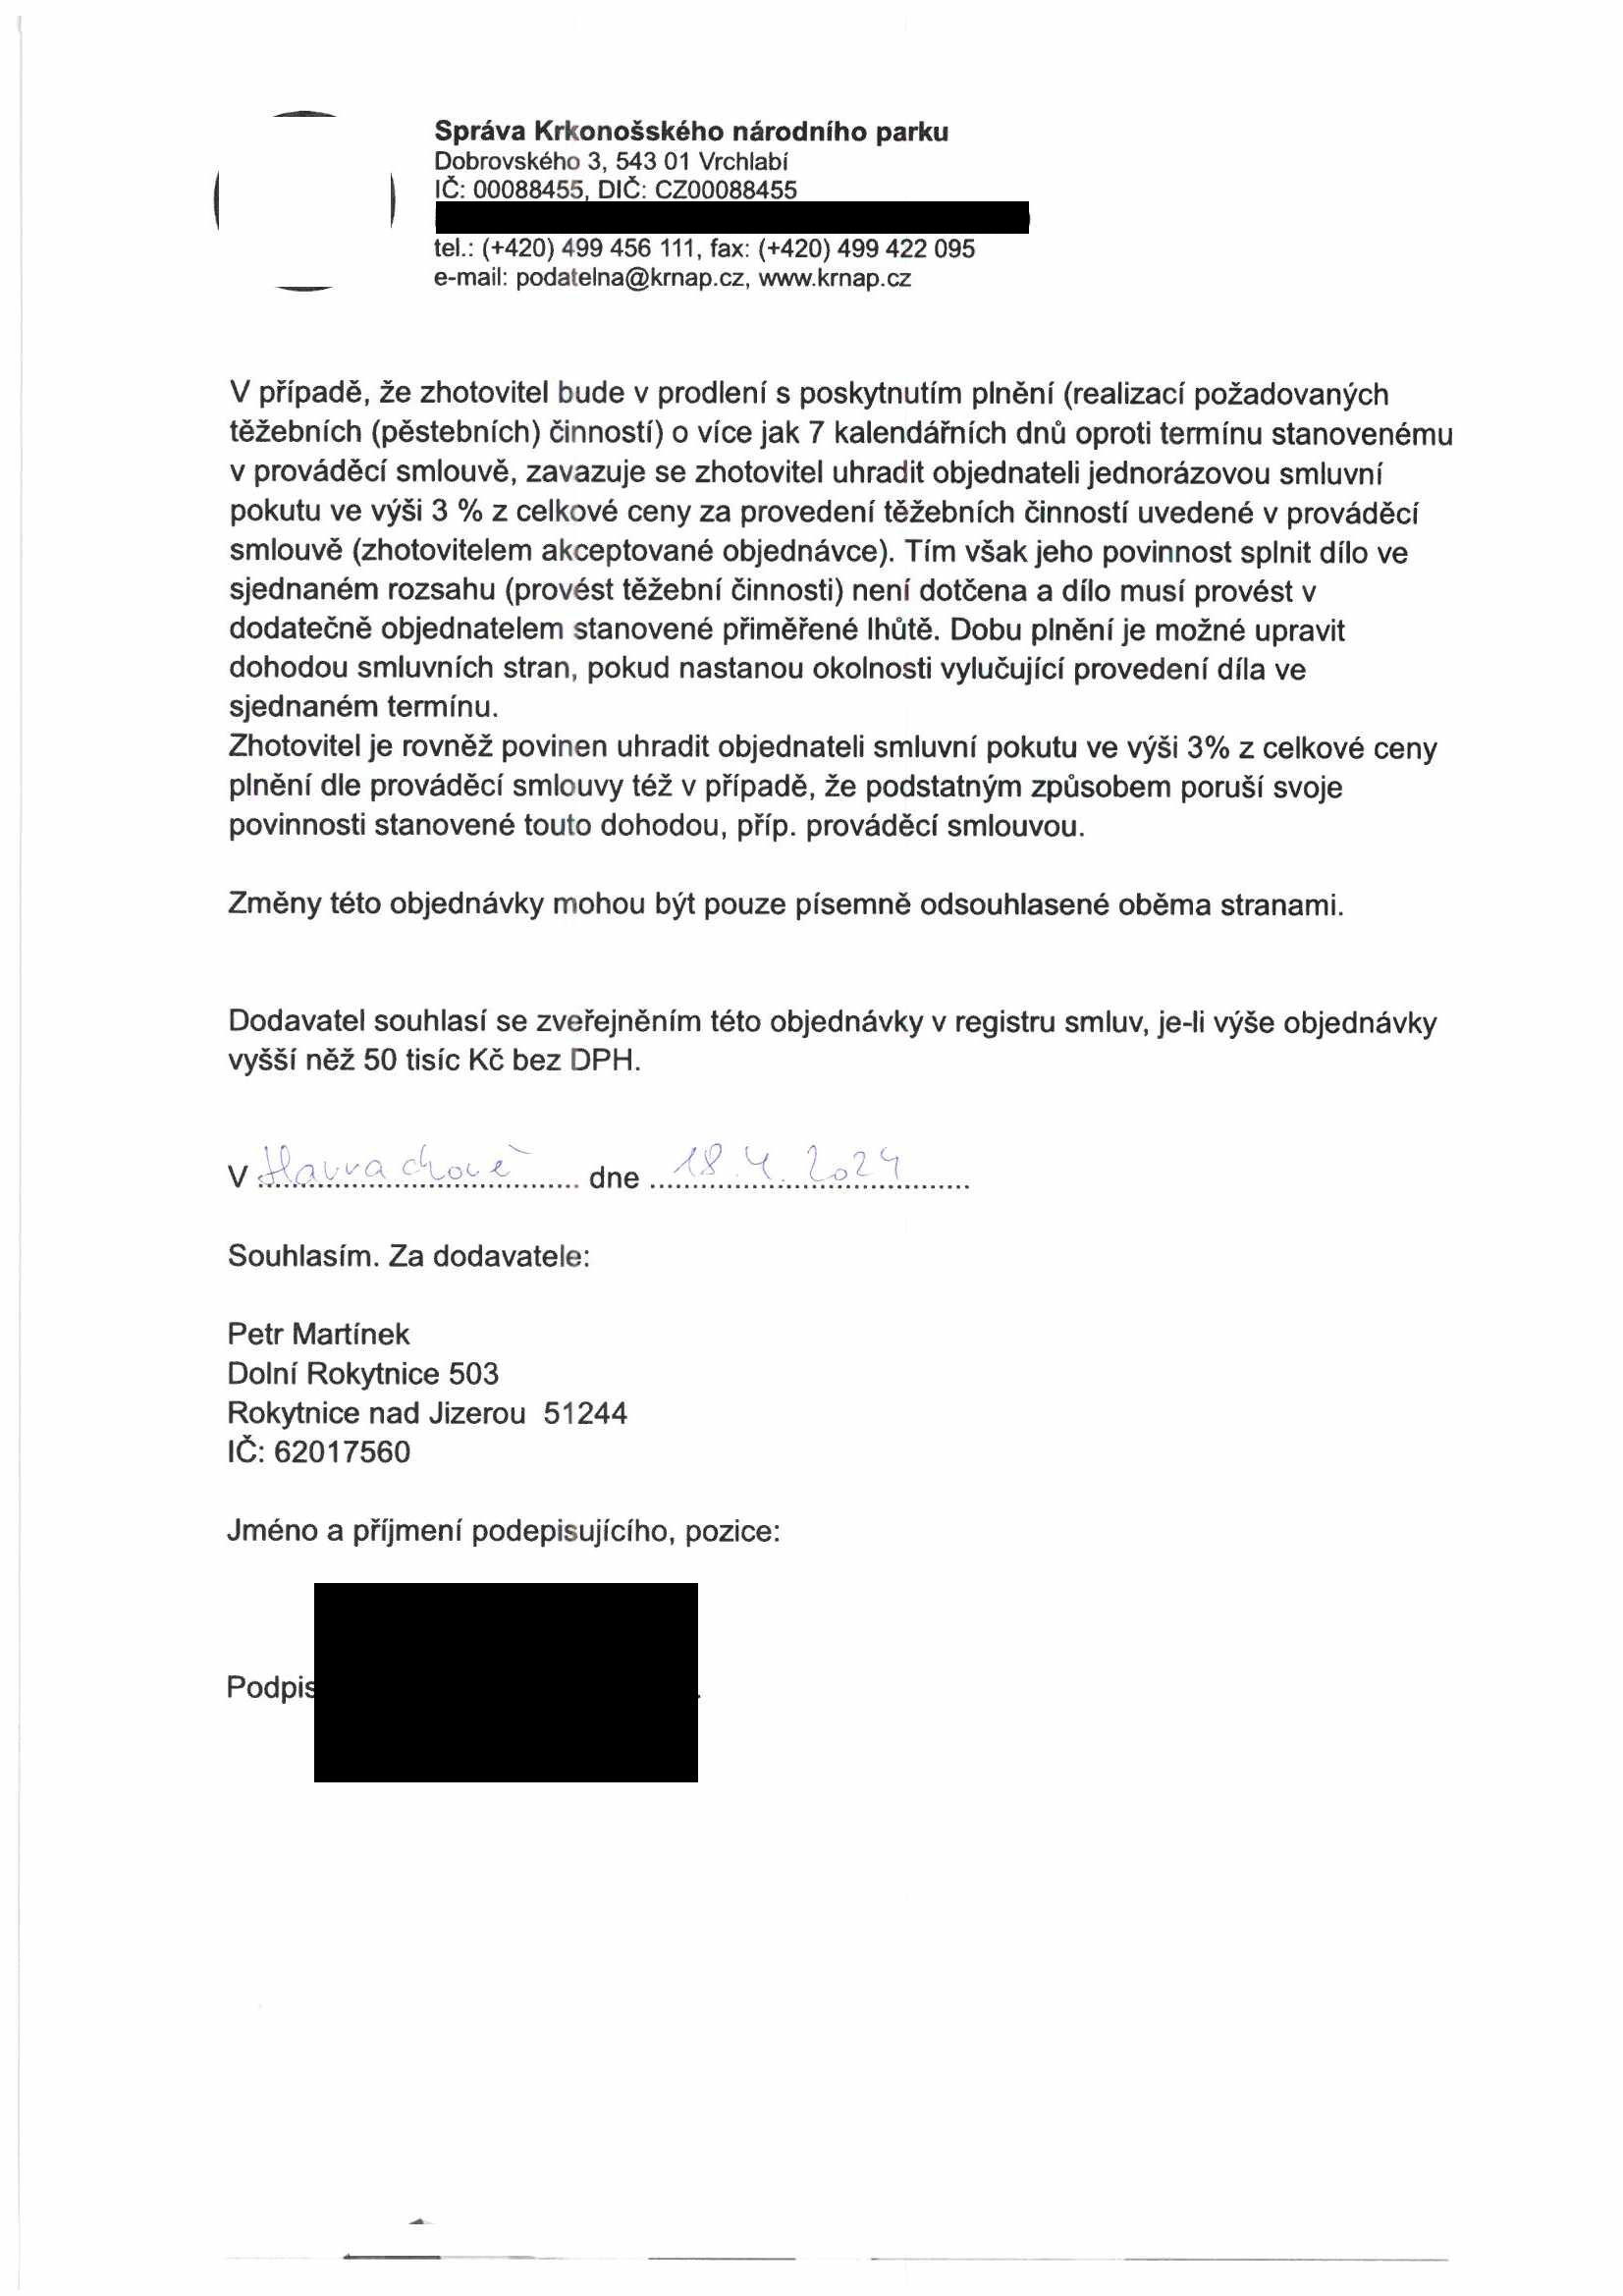 Správa Krkonošského národního parku
Dobrovského 3, 543 01 Vrchlabí
IČ: 00088455, DIČ: CZ00088455
tel.: (+420) 499 456 111, fax: (+420) 499 422 095
e-mail: podatelna@krnap.cz, www.krnap.cz
V případě, že zhotovitel bude v prodlení s poskytnutím plnění (realizací požadovaných
těžebních (pěstebních) činností) o více jak 7 kalendářních dnů oproti termínu stanovenému
v prováděcí smlouvě, zavazuje se zhotovitel uhradit objednateli jednorázovou smluvní
pokutu ve výši 3 % z celkové ceny za provedení těžebních činností uvedené v prováděcí
smlouvě (zhotovitelem akceptované objednávce). Tím však jeho povinnost splnit dílo ve
sjednaném rozsahu (provést těžební činnosti) není dotčena a dílo musí provést v
dodatečně objednatelem stanovené přiměřené lhůtě. Dobu plnění je možné upravit
dohodou smluvních stran, pokud nastanou okolnosti vylučující provedení díla ve
sjednaném termínu.
Zhotovitel je rovněž povinen uhradit objednateli smluvní pokutu ve výši 3% z celkové ceny
plnění dle prováděcí smlouvy též v případě, že podstatným způsobem poruší svoje
povinnosti stanovené touto dohodou, příp. prováděcí smlouvou.
Změny této objednávky mohou být pouze písemně odsouhlasené oběma stranami.
Dodavatel souhlasí se zveřejněním této objednávky v registru smluv, je-li výše objednávky
vyšší něž 50 tisíc Kč bez DPH.
V Harrachově dne 18.4.2024
Souhlasím. Za dodavatele:
Petr Martínek
Dolní Rokytnice 503
Rokytnice nad Jizerou 51244
IČ: 62017560
Jméno a příjmení podepisujícího, pozice:
Podpis